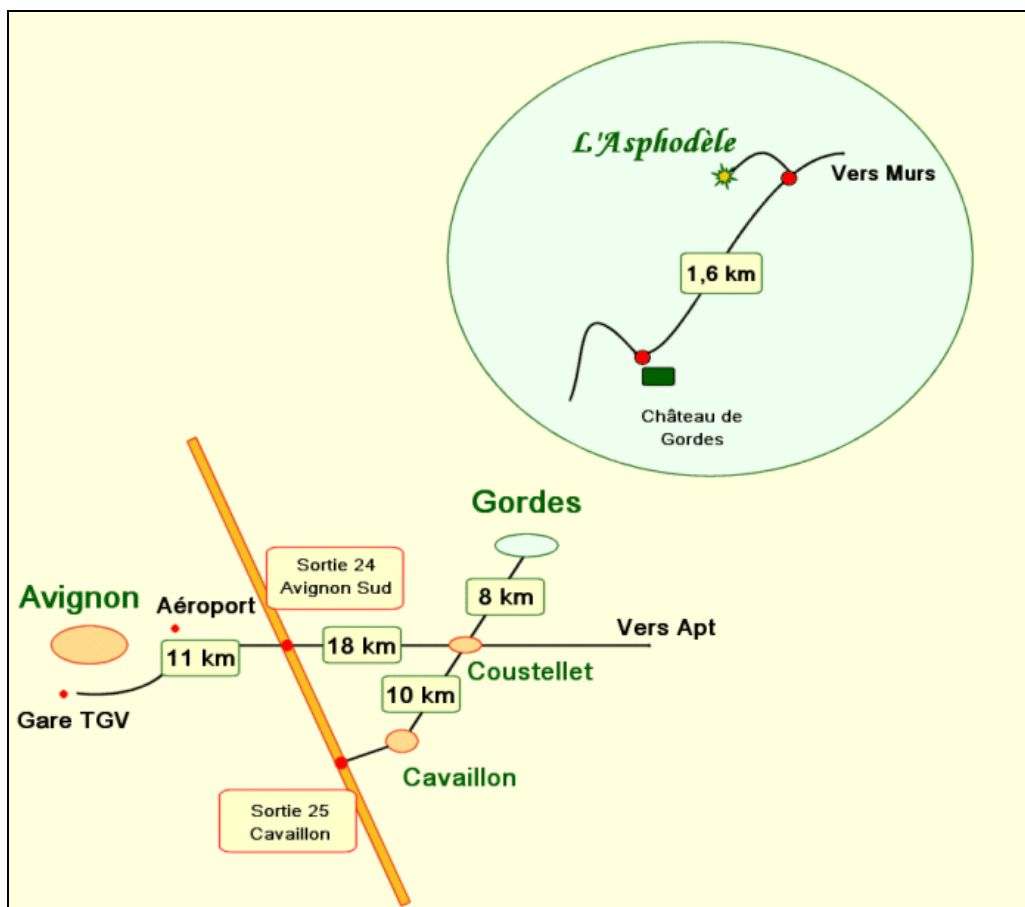 L'Asphodèle
Vers Murs
1,6 km
Château de
Gordes
Gordes
Sortie 24
Avignon Sud
Avignon
Aéroport
8 km
Vers Apt
11 km
18 km
Coustellet
10 km
Gare TGV
Cavaillon
Sortie 25
Cavaillon